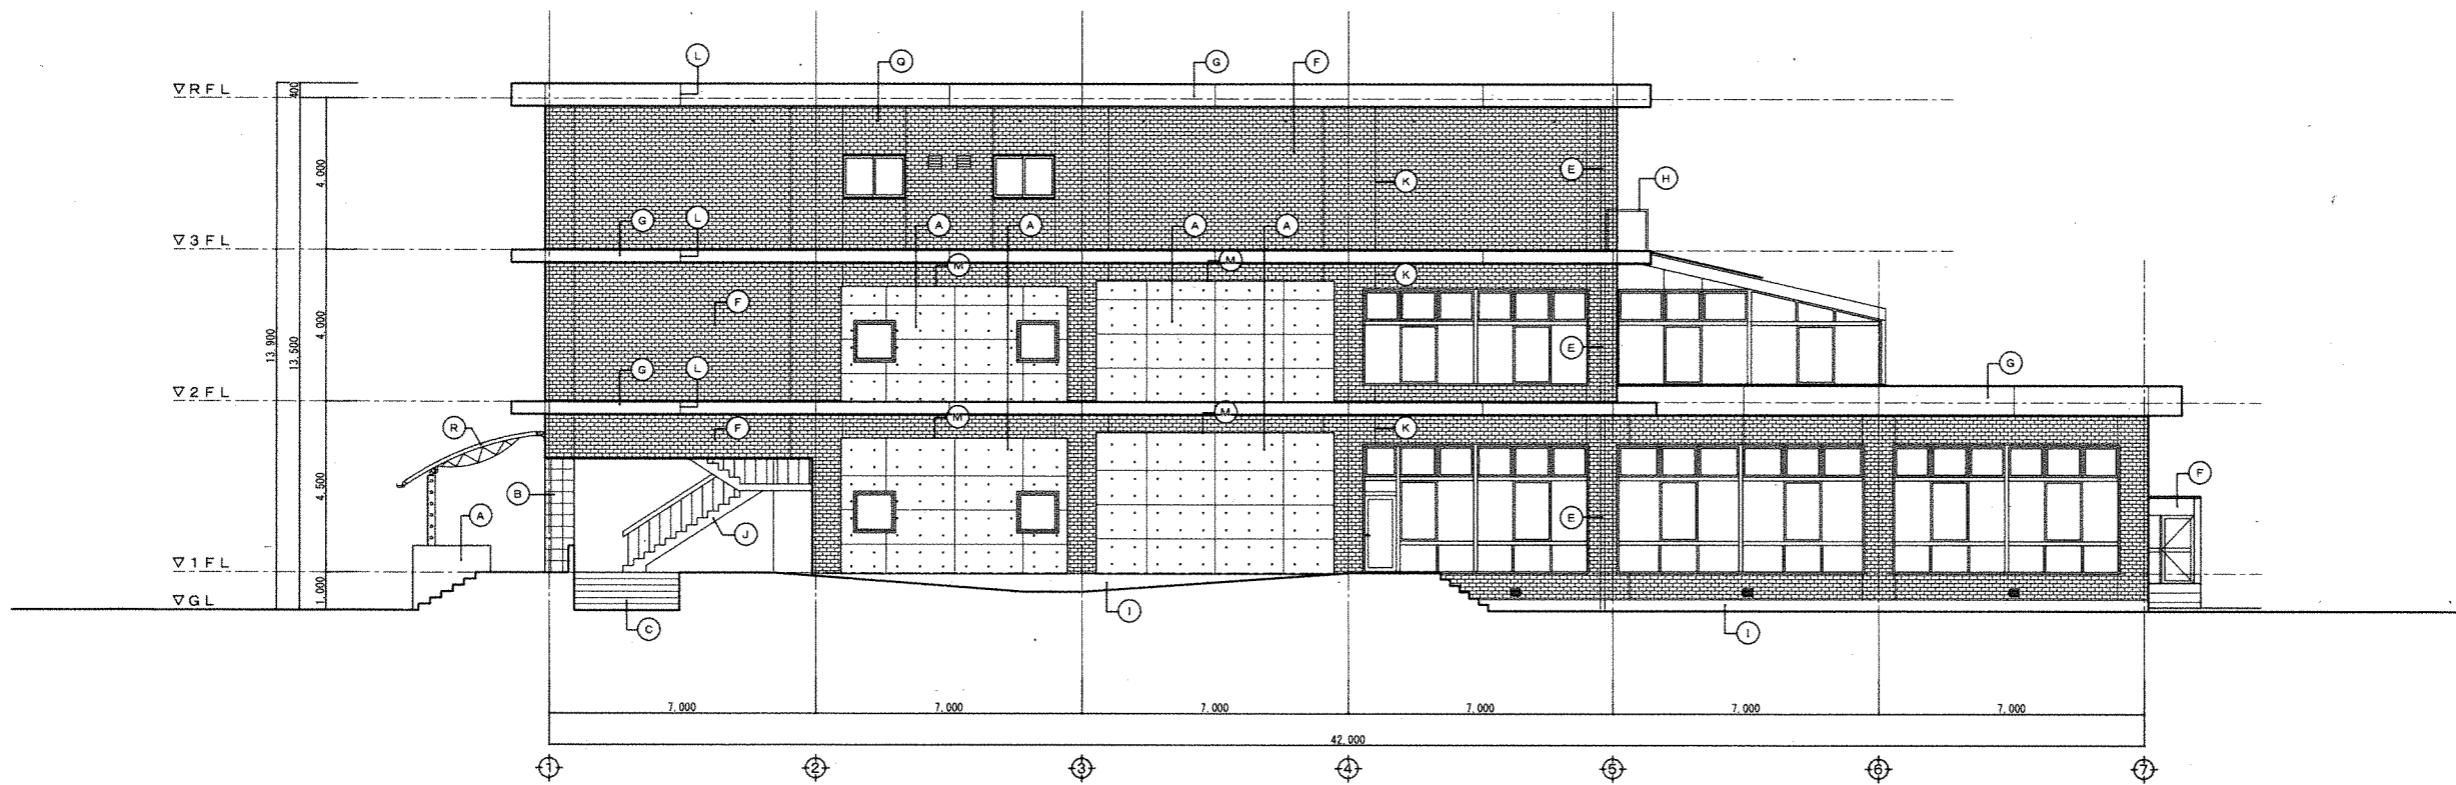 L
Q
G
F
▽RFL
400
4,000
E
K
H
G
L
A
A
A
A
▽3FL
M
M
K
F
4,000
13,900
13,500
E
G
L
G
▽2FL
M
M
R
F
K
F
4,500
B
A
E
J
▽1FL
1,000
▽GL
I
C
I
7,000
7,000
7,000
7,000
7,000
7,000
42,000
1
2
3
4
5
6
7